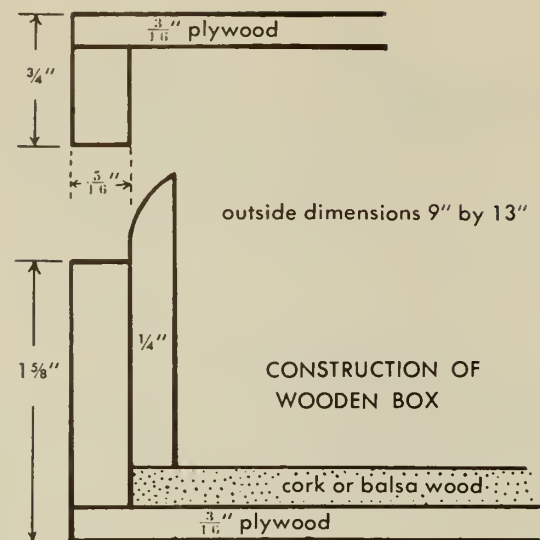 3/16" plywood
3/4"
5/16"
outside dimensions 9" by 13"
1/4"
1 5/8"
CONSTRUCTION OF
WOODEN BOX
cork or balsa wood
3/16" plywood